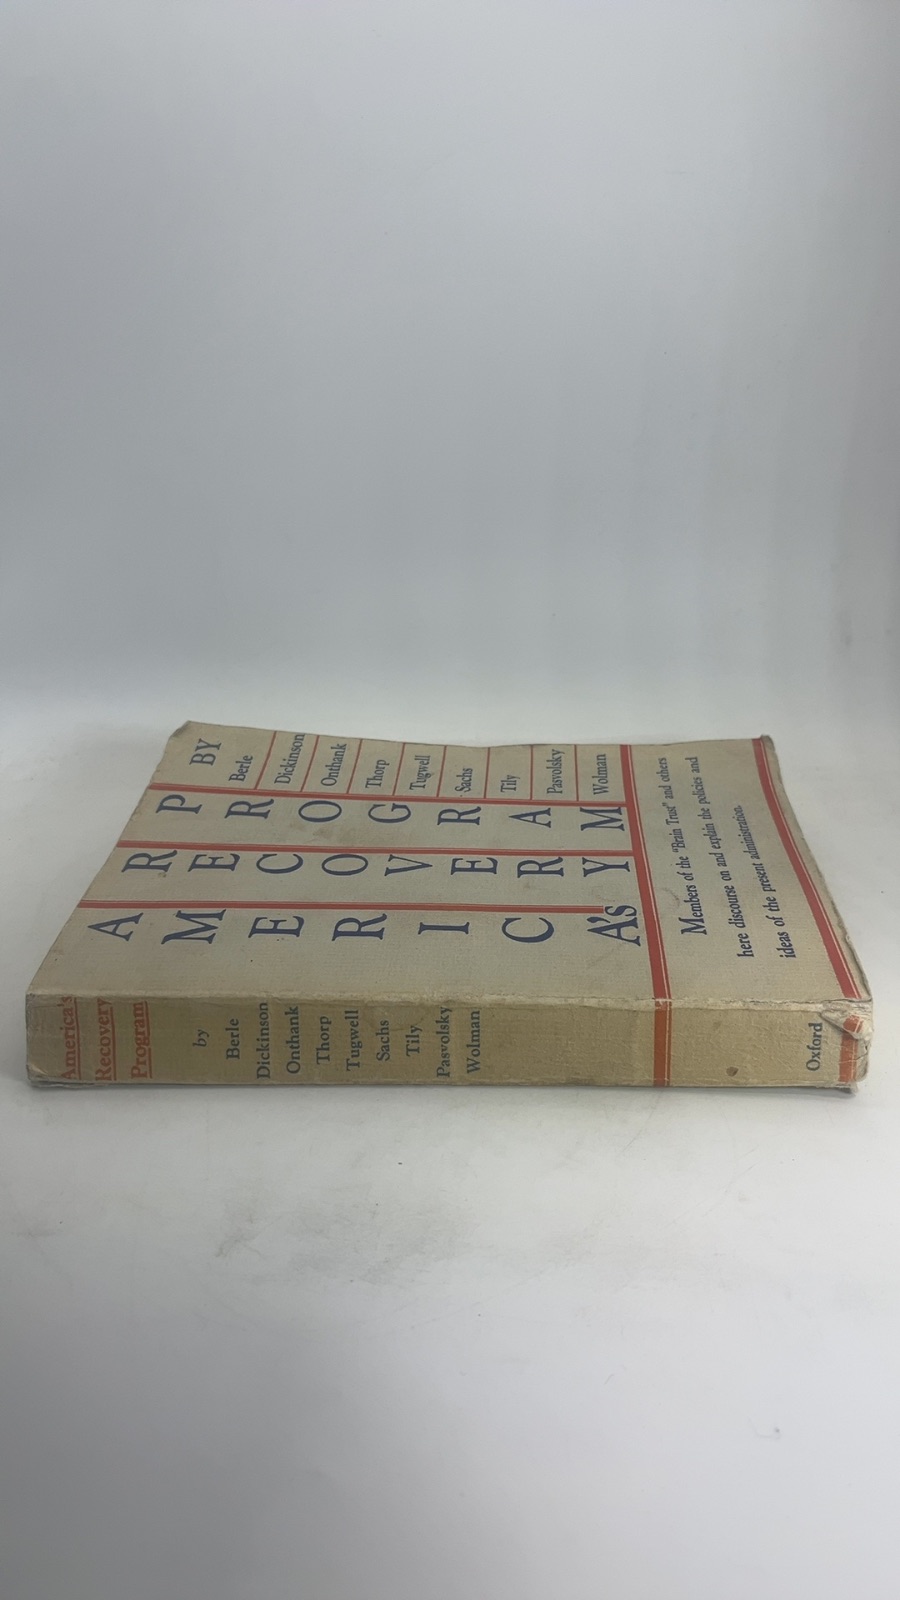 AMERICA's
RECOVERY
PROGRAM
BY
Berle
Dickinson
Onthank
Thorp
Tugwell
Sachs
Tily
Pasvolsky
Wolman
Members of the "Brain Trust" and others
here discourse on and explain the policies and
ideas of the present administration.
America's
Recovery
Program
by
Berle
Dickinson
Onthank
Thorp
Tugwell
Sachs
Tily
Pasvolsky
Wolman
Oxford